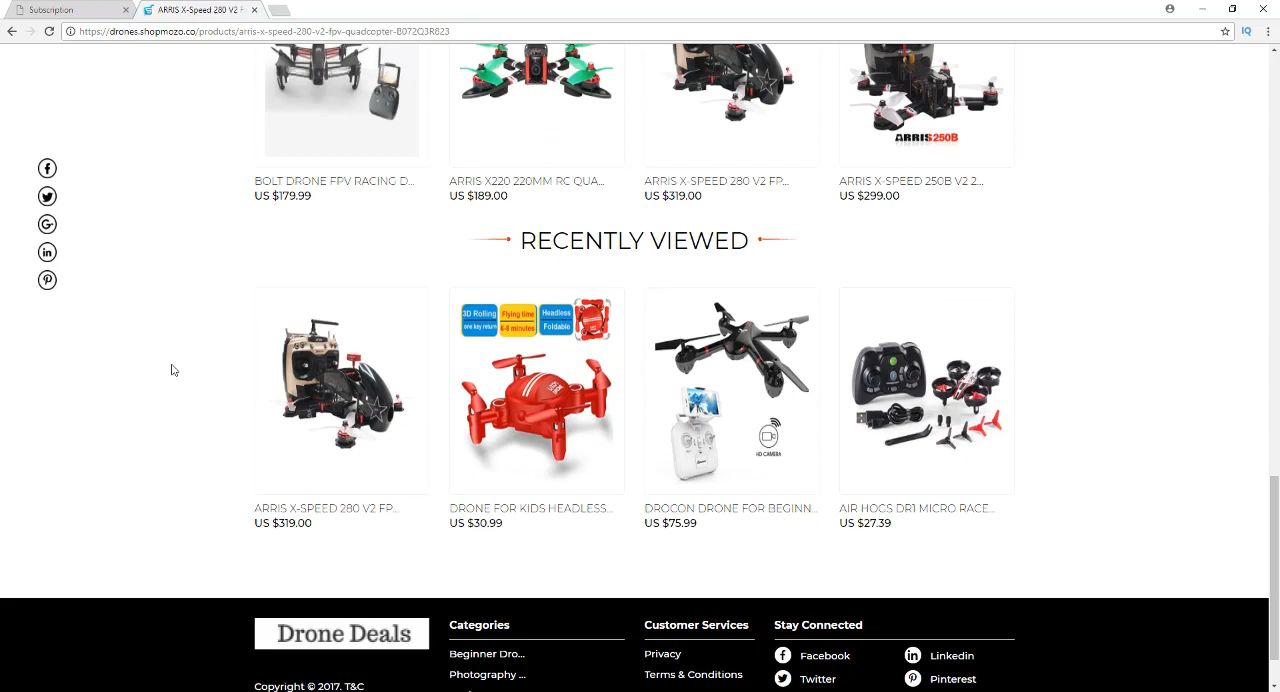 Subscription
ARRIS X-Speed 280 V2 F
https://drones.shopmozo.co/products/arris-x-speed-280-v2-fpv-quadcopter-B072Q3R823
IQ
ARRIS250B
BOLT DRONE FPV RACING D...
US $179.99
ARRIS X220 220MM RC QUA...
US $189.00
ARRIS X-SPEED 280 V2 FP...
US $319.00
ARRIS X-SPEED 250B V2 2...
US $299.00
RECENTLY VIEWED
3D Rolling
one key return
Flying time
6-8 minutes
Headless
Foldable
HD CAMERA
ARRIS X-SPEED 280 V2 FP...
US $319.00
DRONE FOR KIDS HEADLESS...
US $30.99
DROCON DRONE FOR BEGINN...
US $75.99
AIR HOGS DR1 MICRO RACE...
US $27.39
Drone Deals
Copyright © 2017. T&C
Categories
Beginner Dro...
Photography ...
Customer Services
Privacy
Terms & Conditions
Stay Connected
Facebook
Linkedin
Twitter
Pinterest